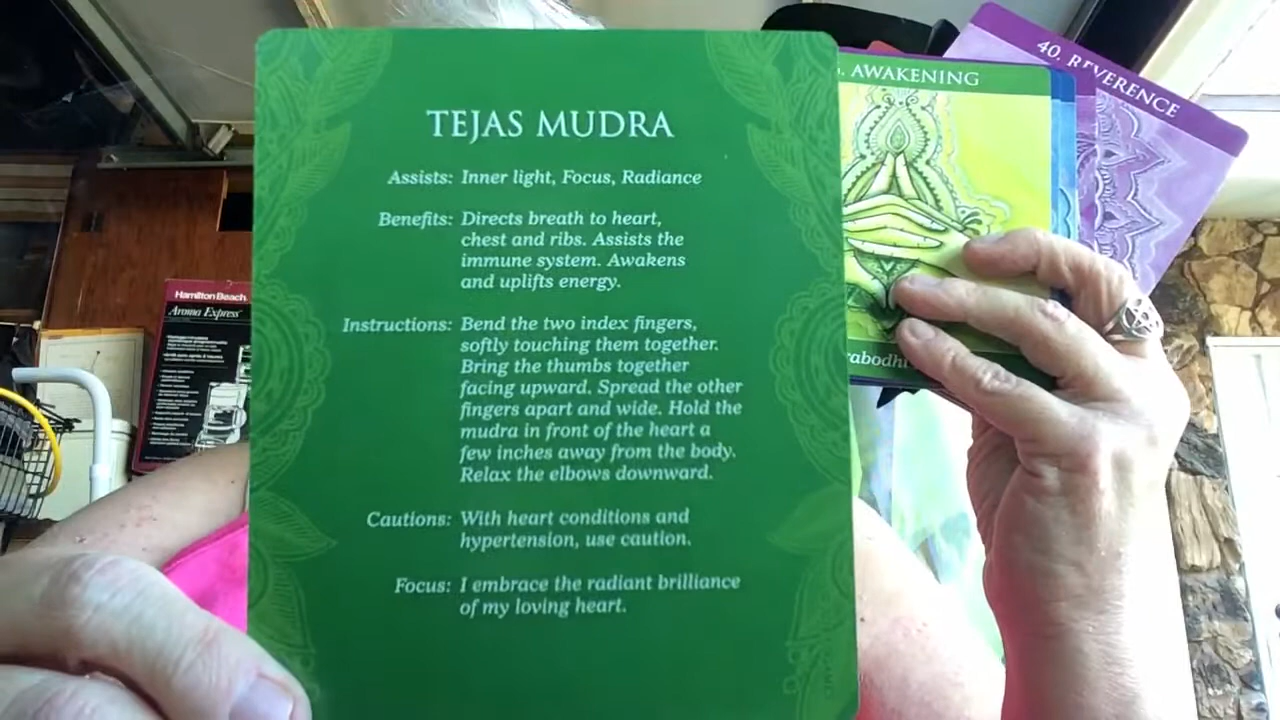 TEJAS MUDRA
Assists: Inner light, Focus, Radiance
Benefits: Directs breath to heart,
chest and ribs. Assists the
immune system. Awakens
and uplifts energy.
Instructions: Bend the two index fingers,
softly touching them together.
Bring the thumbs together
facing upward. Spread the other
fingers apart and wide. Hold the
mudra in front of the heart a
few inches away from the body.
Relax the elbows downward.
Cautions: With heart conditions and
hypertension, use caution.
Focus: I embrace the radiant brilliance
of my loving heart.
. AWAKENING
40. REVERENCE
Hamilton Beach
Aroma Express